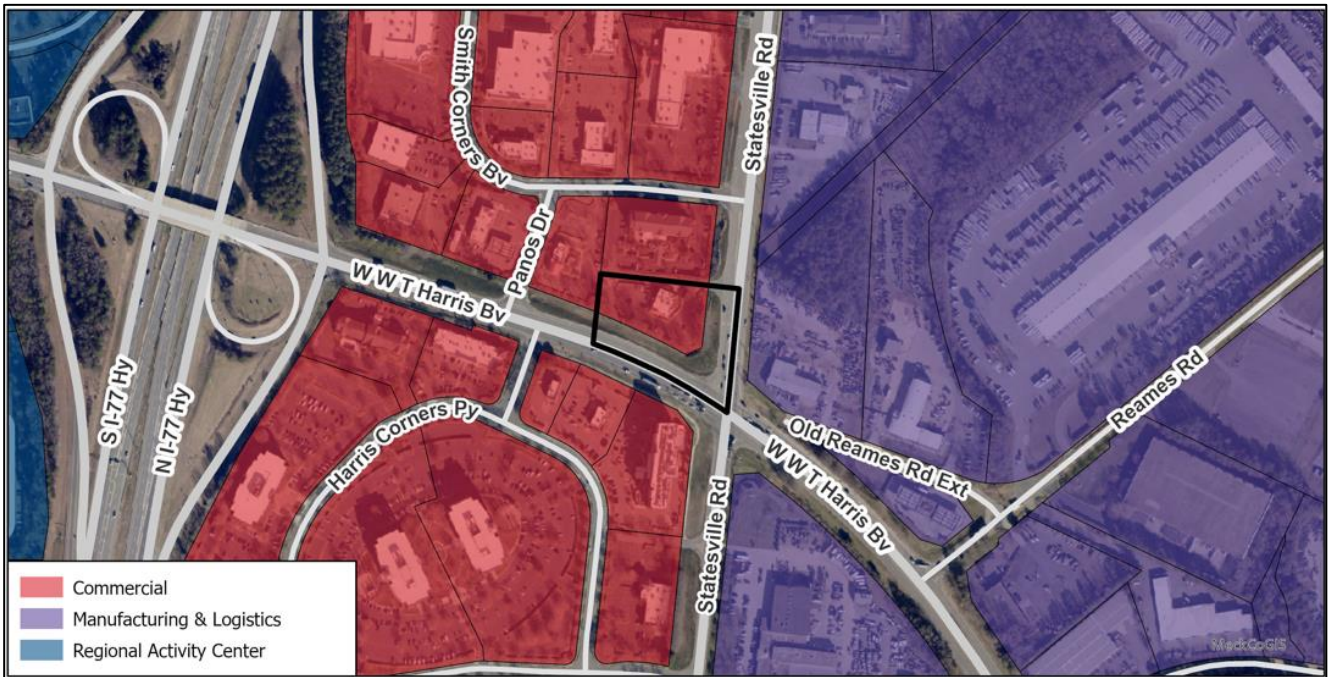 Smith Corners Bv
Statesville Rd
Panos Dr
W W T Harris Bv
S I-77 Hy
N I-77 Hy
Harris Corners Py
Old Reames Rd Ext
Reames Rd
W W T Harris Bv
Statesville Rd
Commercial
Manufacturing & Logistics
Regional Activity Center
MeckCoGIS